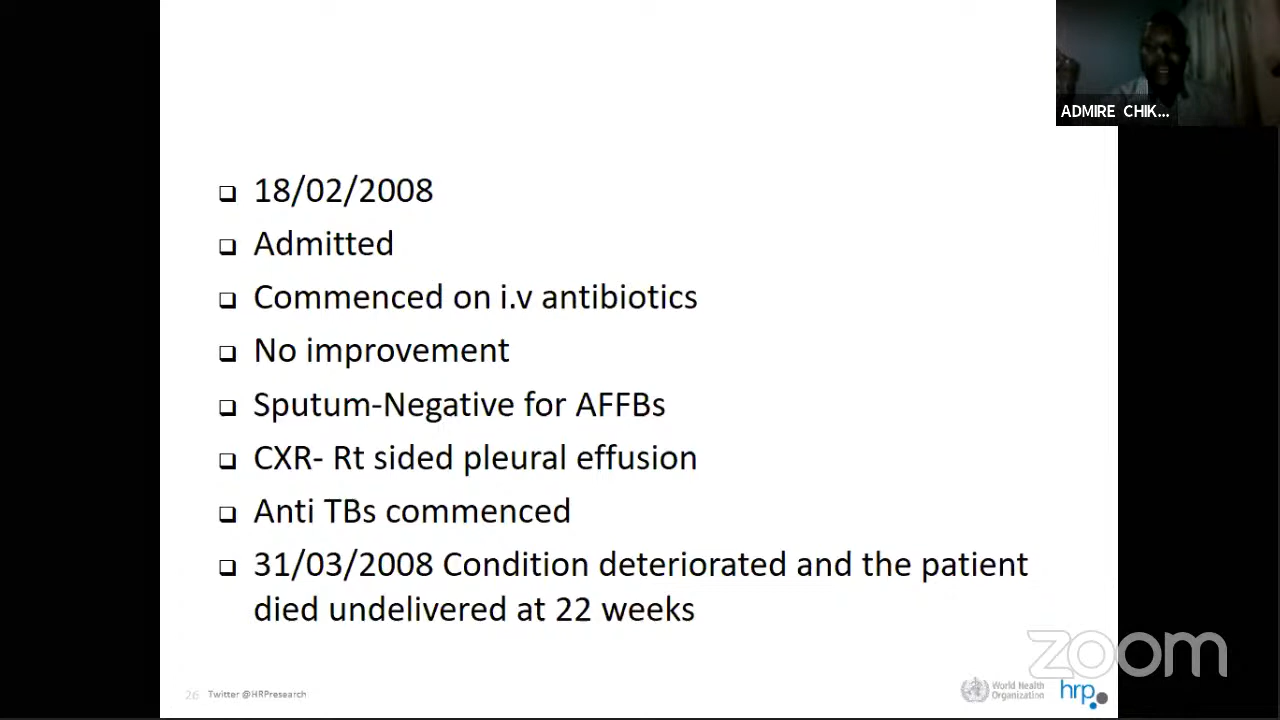 ADMIRE CHIK...
18/02/2008
Admitted
Commenced on i.v antibiotics
No improvement
Sputum-Negative for AFFBs
CXR- Rt sided pleural effusion
Anti TBs commenced
31/03/2008 Condition deteriorated and the patient
died undelivered at 22 weeks
zoom
26 Twitter @HRPresearch
World Health
Organization
hrp